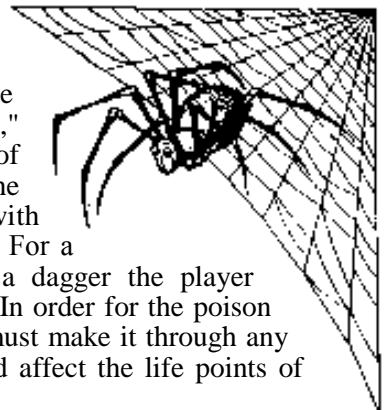 e
,"
of
ne
with
For a
a dagger the player
In order for the poison
must make it through any
d affect the life points of